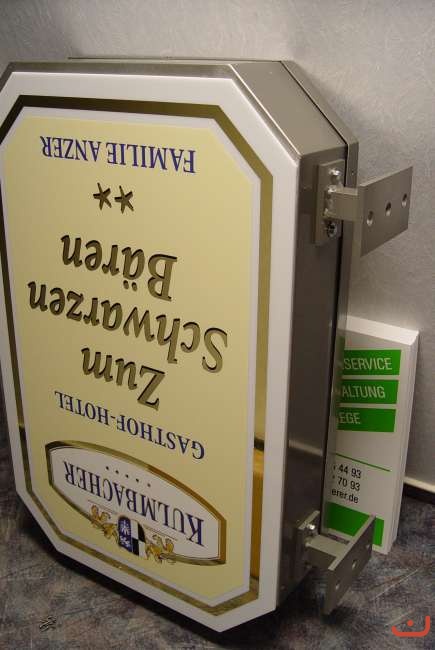 KULMBACHER
GASTHOF-HOTEL
Zum
Schwarzen
Bären
FAMILIE ANZER
SERVICE
ALTUNG
EGE
44 93
70 93
erer.de